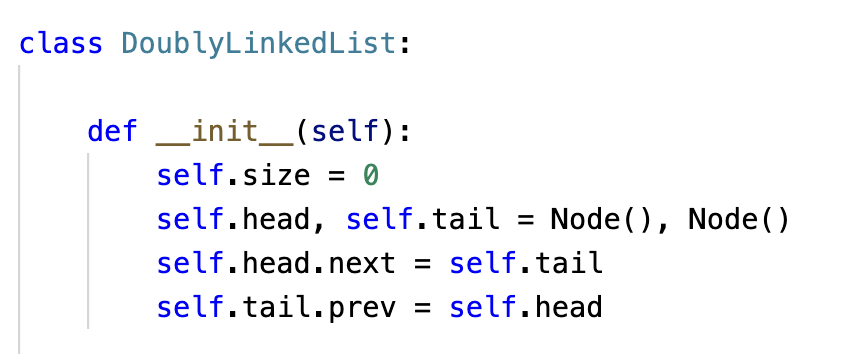 class DoublyLinkedList:
def __init__(self):
self.size = 0
self.head, self.tail = Node(), Node()
self.head.next = self.tail
self.tail.prev = self.head